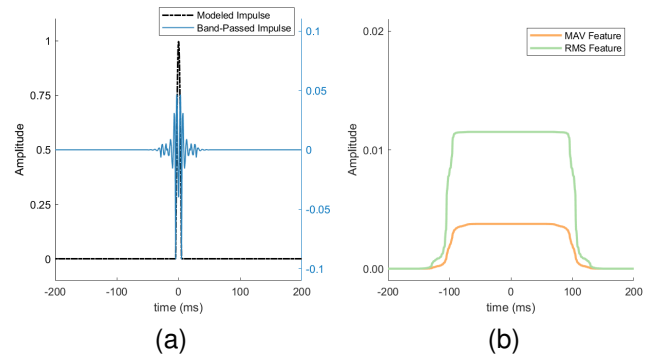 Modeled Impulse
Band-Passed Impulse
Amplitude
1
0.75
0.5
0.25
0
0.1
0.05
0
-0.05
-0.1
-200 -100 0 100 200
time (ms)
(a)
MAV Feature
RMS Feature
Amplitude
0.02
0.01
0.00
-200 -100 0 100 200
time (ms)
(b)